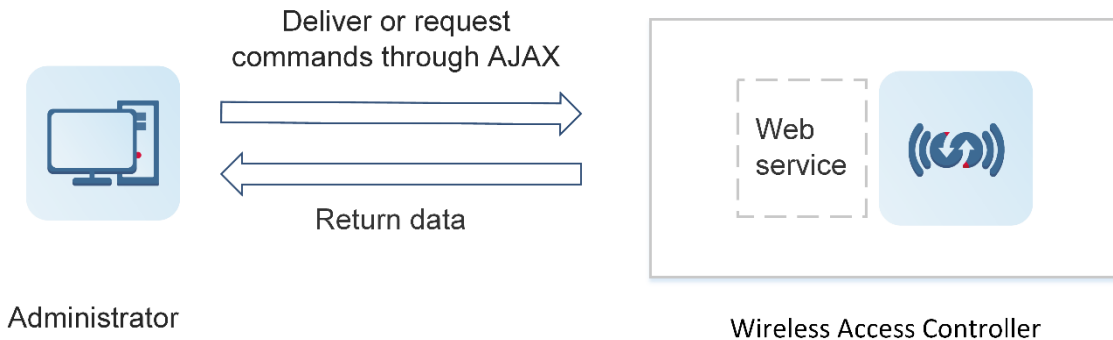 Deliver or request
commands through AJAX
Web
service
Return data
Administrator
Wireless Access Controller